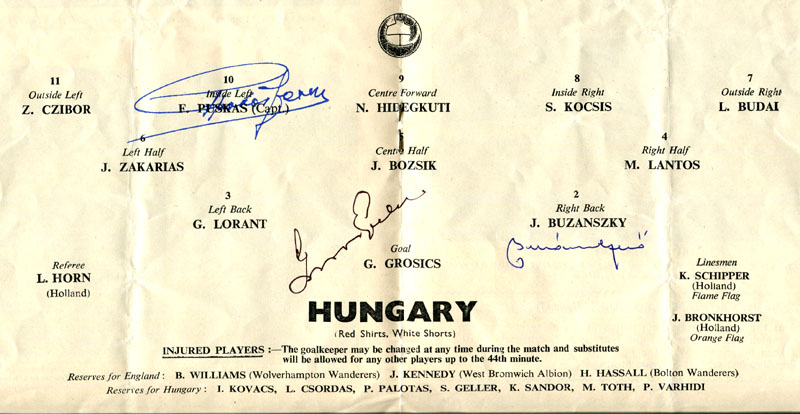 11 10 9 8 7
Outside Left Inside Left Centre Forward Inside Right Outside Right
Z. CZIBOR F. PUSKAS (Capt.) N. HIDEGKUTI S. KOCSIS L. BUDAI
6 5 4
Left Half Centre Half Right Half
J. ZAKARIAS J. BOZSIK M. LANTOS
3 2
Left Back Right Back
G. LORANT J. BUZANSZKY
Goal
G. GROSICS
Referee
L. HORN
(Holland)
Linesmen
K. SCHIPPER
(Holland)
Flame Flag
J. BRONKHORST
(Holland)
Orange Flag
HUNGARY
(Red Shirts, White Shorts)
INJURED PLAYERS :—The goalkeeper may be changed at any time during the match and substitutes
will be allowed for any other players up to the 44th minute.
Reserves for England : B. WILLIAMS (Wolverhampton Wanderers) J. KENNEDY (West Bromwich Albion) H. HASSALL (Bolton Wanderers)
Reserves for Hungary : I. KOVACS, L. CSORDAS, P. PALOTAS, S. GELLER, K. SANDOR, M. TOTH, P. VARHIDI